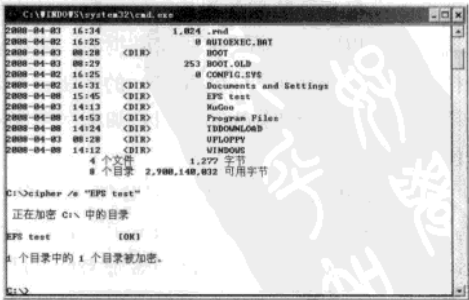 C:\WINDOWS\system32\cmd.exe
2008-04-03 16:34 1,024 .rnd
2008-04-02 16:25 0 AUTOEXEC.BAT
2008-04-03 08:20 <DIR> BOOT
2008-04-03 08:29 253 BOOT.OLD
2008-04-02 16:25 0 CONFIG.SYS
2008-04-02 16:31 <DIR> Documents and Settings
2008-04-08 15:45 <DIR> EFS test
2008-04-03 14:13 <DIR> KuGoo
2008-04-08 14:53 <DIR> Program Files
2008-04-08 14:24 <DIR> TDDOWNLOAD
2008-04-03 08:28 <DIR> VFLOPPY
2008-04-08 14:12 <DIR> WINDOWS
4 个文件 1,277 字节
8 个目录 2,900,140,032 可用字节
C:\>cipher /e "EFS test"
正在加密 C:\ 中的目录
EFS test [OK]
1 个目录中的 1 个目录被加密。
C:\>